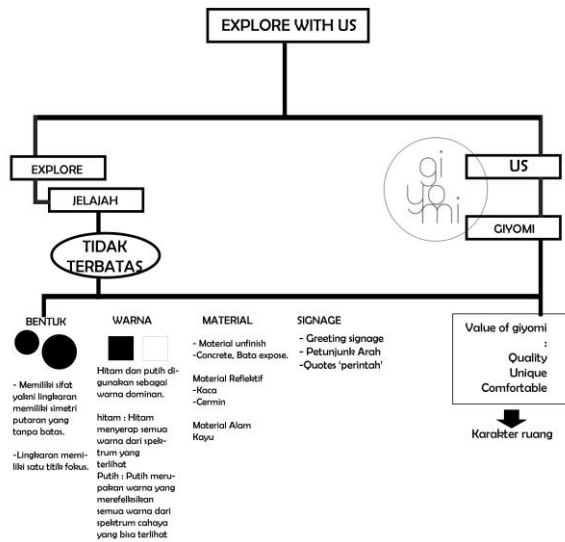 EXPLORE WITH US
EXPLORE
JELAJAH
TIDAK
TERBATAS
gi
yo
mi
US
GIYOMI
BENTUK
- Memiliki sifat
yakni lingkaran
memiliki simetri
putaran yang
tanpa batas.
-Lingkaran memi-
liki satu titik fokus.
WARNA
Hitam dan putih di-
gunakan sebagai
warna dominan.
hitam : Hitam
menyerap semua
warna dari spek-
trum yang
terlihat
Putih : Putih meru-
pakan warna yang
merefelksikan
semua warna dari
spektrum cahaya
yang bisa terlihat
MATERIAL
- Material unfinish
-Concrete, Bata expose.
Material Reflektif
-Kaca
-Cermin
Material Alam
Kayu
SIGNAGE
- Greeting signage
- Petunjunk Arah
-Quotes 'perintah'
Value of giyomi
:
Quality
Unique
Comfortable
Karakter ruang